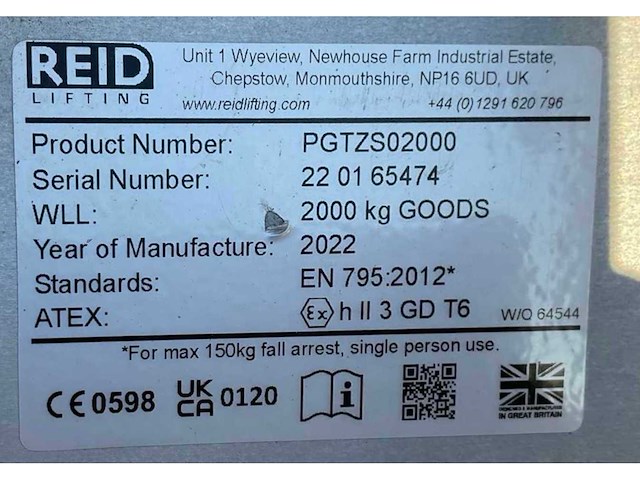 REID
LIFTING
Unit 1 Wyeview, Newhouse Farm Industrial Estate,
Chepstow, Monmouthshire, NP16 6UD, UK
www.reidlifting.com +44 (0)1291 620 796
Product Number: PGTZS02000
Serial Number: 22 01 65474
WLL: 2000 kg GOODS
Year of Manufacture: 2022
Standards: EN 795:2012*
ATEX: Ex h II 3 GD T6 W/O 64544
*For max 150kg fall arrest, single person use.
CE 0598 UK CA 0120 i
IN GREAT BRITAIN